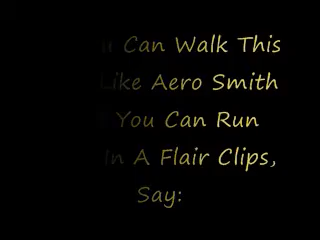 Can Walk This
Like Aero Smith
You Can Run
In A Flair Clips,
Say: